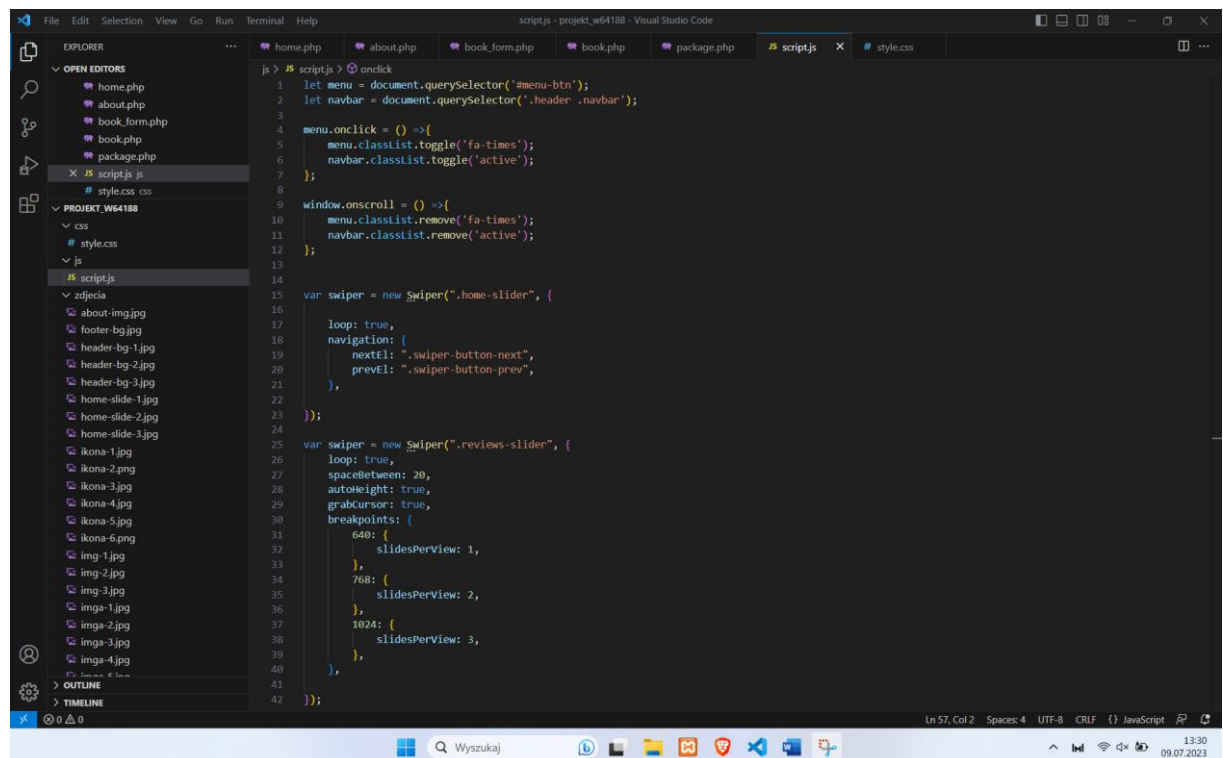 File Edit Selection View Go Run Terminal Help
script.js - projekt_w64188 - Visual Studio Code
EXPLORER
OPEN EDITORS
home.php
about.php
book_form.php
book.php
package.php
JS script.js js
# style.css css
PROJEKT_W64188
css
# style.css
js
JS script.js
zdjecia
about-img.jpg
footer-bg.jpg
header-bg-1.jpg
header-bg-2.jpg
header-bg-3.jpg
home-slide-1.jpg
home-slide-2.jpg
home-slide-3.jpg
ikona-1.jpg
ikona-2.png
ikona-3.jpg
ikona-4.jpg
ikona-5.jpg
ikona-6.png
img-1.jpg
img-2.jpg
img-3.jpg
imga-1.jpg
imga-2.jpg
imga-3.jpg
imga-4.jpg
OUTLINE
TIMELINE
home.php about.php book_form.php book.php package.php JS script.js # style.css
js > JS script.js > onclick
1 let menu = document.querySelector('#menu-btn');
2 let navbar = document.querySelector('.header .navbar');
3
4 menu.onclick = () =>{
5 menu.classList.toggle('fa-times');
6 navbar.classList.toggle('active');
7 };
8
9 window.onscroll = () =>{
10 menu.classList.remove('fa-times');
11 navbar.classList.remove('active');
12 };
13
14
15 var swiper = new Swiper(".home-slider", {
16
17 loop: true,
18 navigation: {
19 nextEl: ".swiper-button-next",
20 prevEl: ".swiper-button-prev",
21 },
22
23 });
24
25 var swiper = new Swiper(".reviews-slider", {
26 loop: true,
27 spaceBetween: 20,
28 autoHeight: true,
29 grabCursor: true,
30 breakpoints: {
31 640: {
32 slidesPerView: 1,
33 },
34 768: {
35 slidesPerView: 2,
36 },
37 1024: {
38 slidesPerView: 3,
39 },
40 },
41
42 });
0 0 Ln 57, Col 2 Spaces: 4 UTF-8 CRLF {} JavaScript
Wyszukaj
13:30
09.07.2023